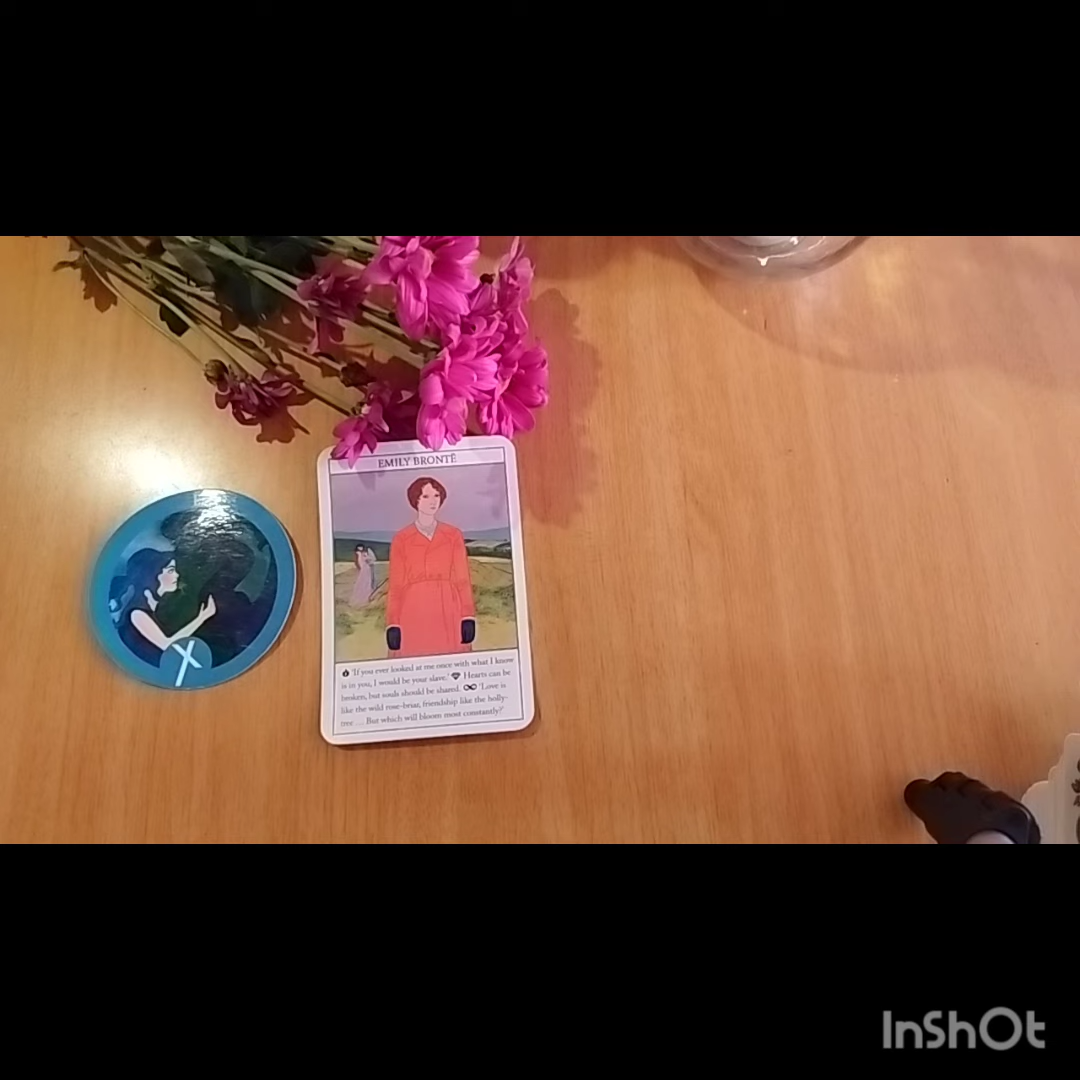 EMILY BRONTË
'If you ever looked at me once with what I know
is in you, I would be your slave.' Hearts can be
broken, but souls should be shared. 'Love is
like the wild rose-briar, friendship like the holly-
tree ... But which will bloom most constantly?'
X
InShOt